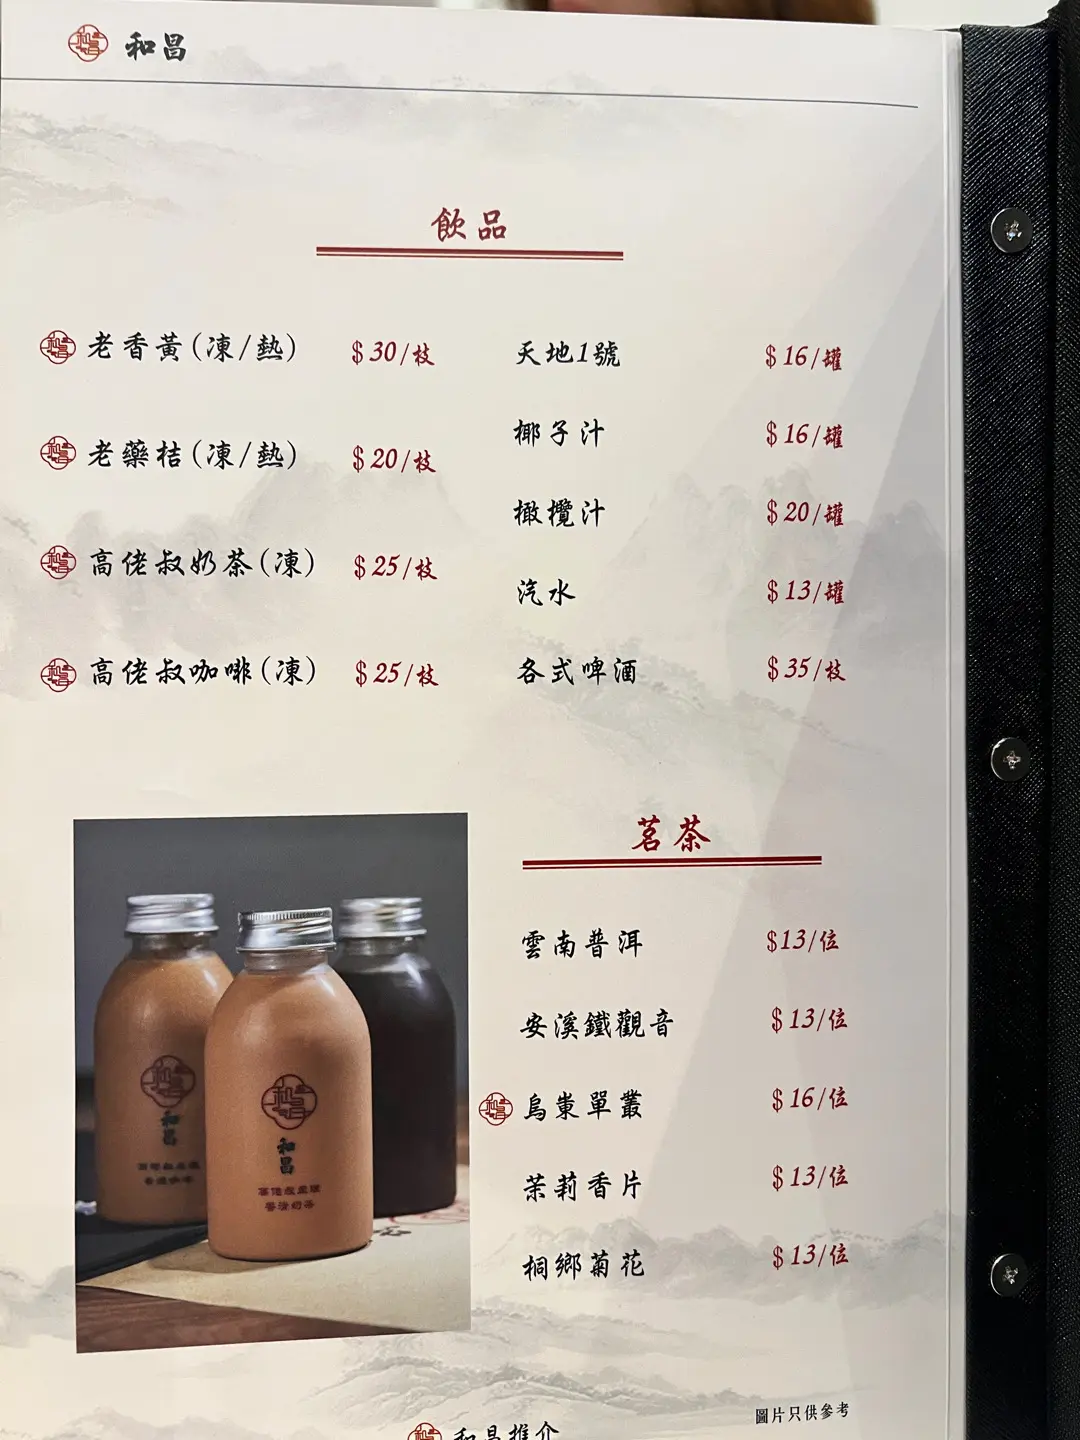 和昌
飲品
老香黃(凍/熱) $30/枝
老藥桔(凍/熱) $20/枝
高佬叔奶茶(凍) $25/枝
高佬叔咖啡(凍) $25/枝
天地1號 $16/罐
椰子汁 $16/罐
橄欖汁 $20/罐
汽水 $13/罐
各式啤酒 $35/枝
茗茶
雲南普洱 $13/位
安溪鐵觀音 $13/位
烏崬單叢 $16/位
茉莉香片 $13/位
桐鄉菊花 $13/位
和昌
和昌
圖片只供參考
和昌推介